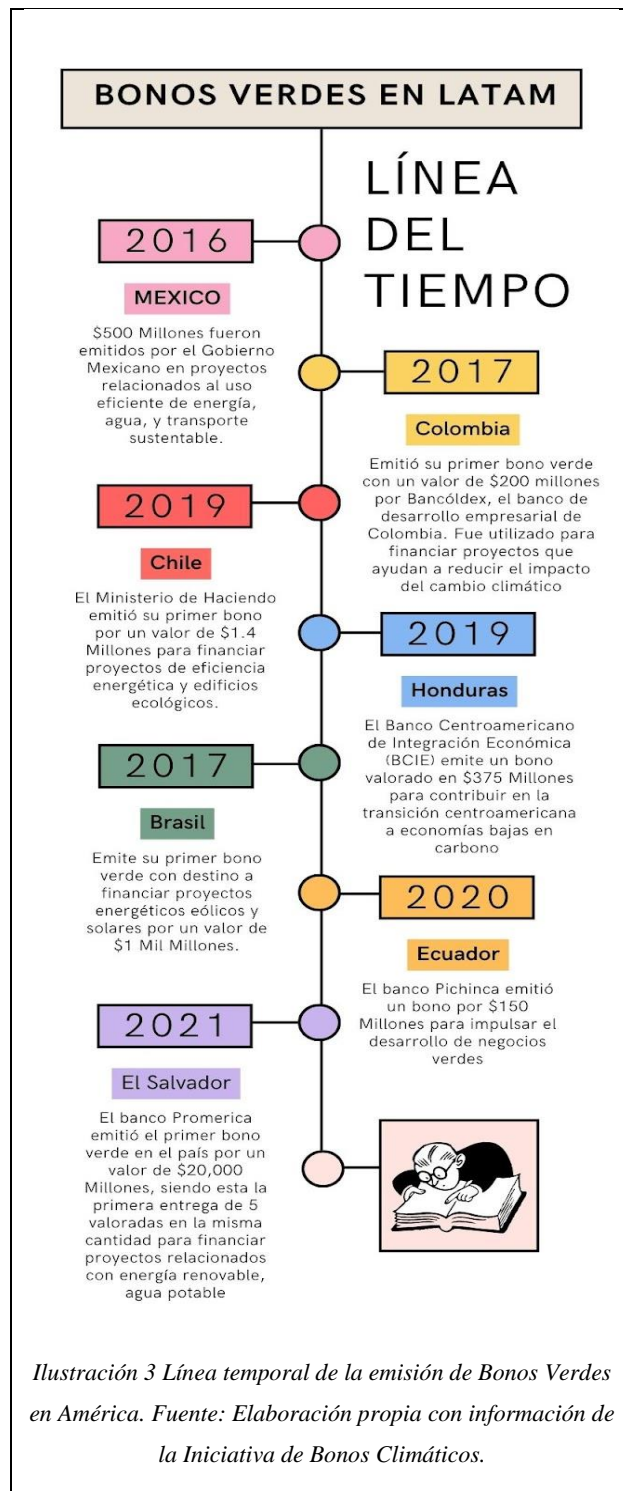 BONOS VERDES EN LATAM
LÍNEA
DEL
TIEMPO
2016
MEXICO
$500 Millones fueron
emitidos por el Gobierno
Mexicano en proyectos
relacionados al uso
eficiente de energía,
agua, y transporte
sustentable.
2017
Colombia
Emitió su primer bono verde
con un valor de $200 millones
por Bancóldex, el banco de
desarrollo empresarial de
Colombia. Fue utilizado para
financiar proyectos que
ayudan a reducir el impacto
del cambio climático
2019
Chile
El Ministerio de Haciendo
emitió su primer bono
por un valor de $1.4
Millones para financiar
proyectos de eficiencia
energética y edificios
ecológicos.
2019
Honduras
El Banco Centroamericano
de Integración Económica
(BCIE) emite un bono
valorado en $375 Millones
para contribuir en la
transición centroamericana
a economías bajas en
carbono
2017
Brasil
Emite su primer bono
verde con destino a
financiar proyectos
energéticos eólicos y
solares por un valor de
$1 Mil Millones.
2020
Ecuador
El banco Pichinca emitió
un bono por $150
Millones para impulsar el
desarrollo de negocios
verdes
2021
El Salvador
El banco Promerica
emitió el primer bono
verde en el país por un
valor de $20,000
Millones, siendo esta la
primera entrega de 5
valoradas en la misma
cantidad para financiar
proyectos relacionados
con energía renovable,
agua potable
Ilustración 3 Línea temporal de la emisión de Bonos Verdes
en América. Fuente: Elaboración propia con información de
la Iniciativa de Bonos Climáticos.